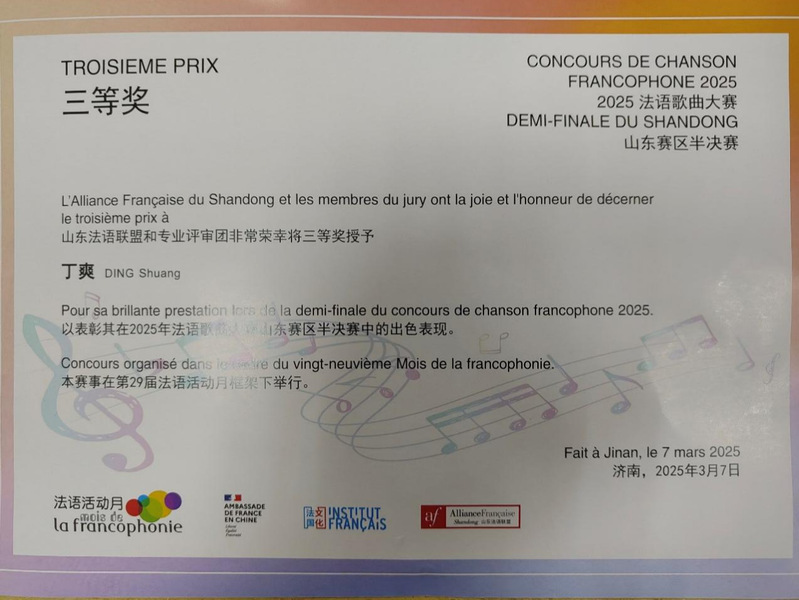 TROISIEME PRIX
三等奖
CONCOURS DE CHANSON
FRANCOPHONE 2025
2025 法语歌曲大赛
DEMI-FINALE DU SHANDONG
山东赛区半决赛
L'Alliance Française du Shandong et les membres du jury ont la joie et l'honneur de décerner
le troisième prix à
山东法语联盟和专业评审团非常荣幸将三等奖授予
丁爽 DING Shuang
Pour sa brillante prestation lors de la demi-finale du concours de chanson francophone 2025.
以表彰其在2025年法语歌曲大赛山东赛区半决赛中的出色表现。
Concours organisé dans le cadre du vingt-neuvième Mois de la francophonie.
本赛事在第29届法语活动月框架下举行。
Fait à Jinan, le 7 mars 2025
济南，2025年3月7日
法语活动月
mois de
la francophonie
AMBASSADE
DE FRANCE
EN CHINE
Liberté
Égalité
Fraternité
法国文化
INSTITUT
FRANÇAIS
af AllianceFrançaise
Shandong 山东法语联盟